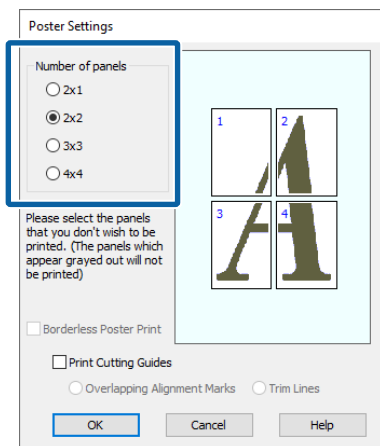 Poster Settings
Number of panels
2x1
2x2
3x3
4x4
1
2
3
4
Please select the panels
that you don't wish to be
printed. (The panels which
appear grayed out will not
be printed)
Borderless Poster Print
Print Cutting Guides
Overlapping Alignment Marks
Trim Lines
OK
Cancel
Help